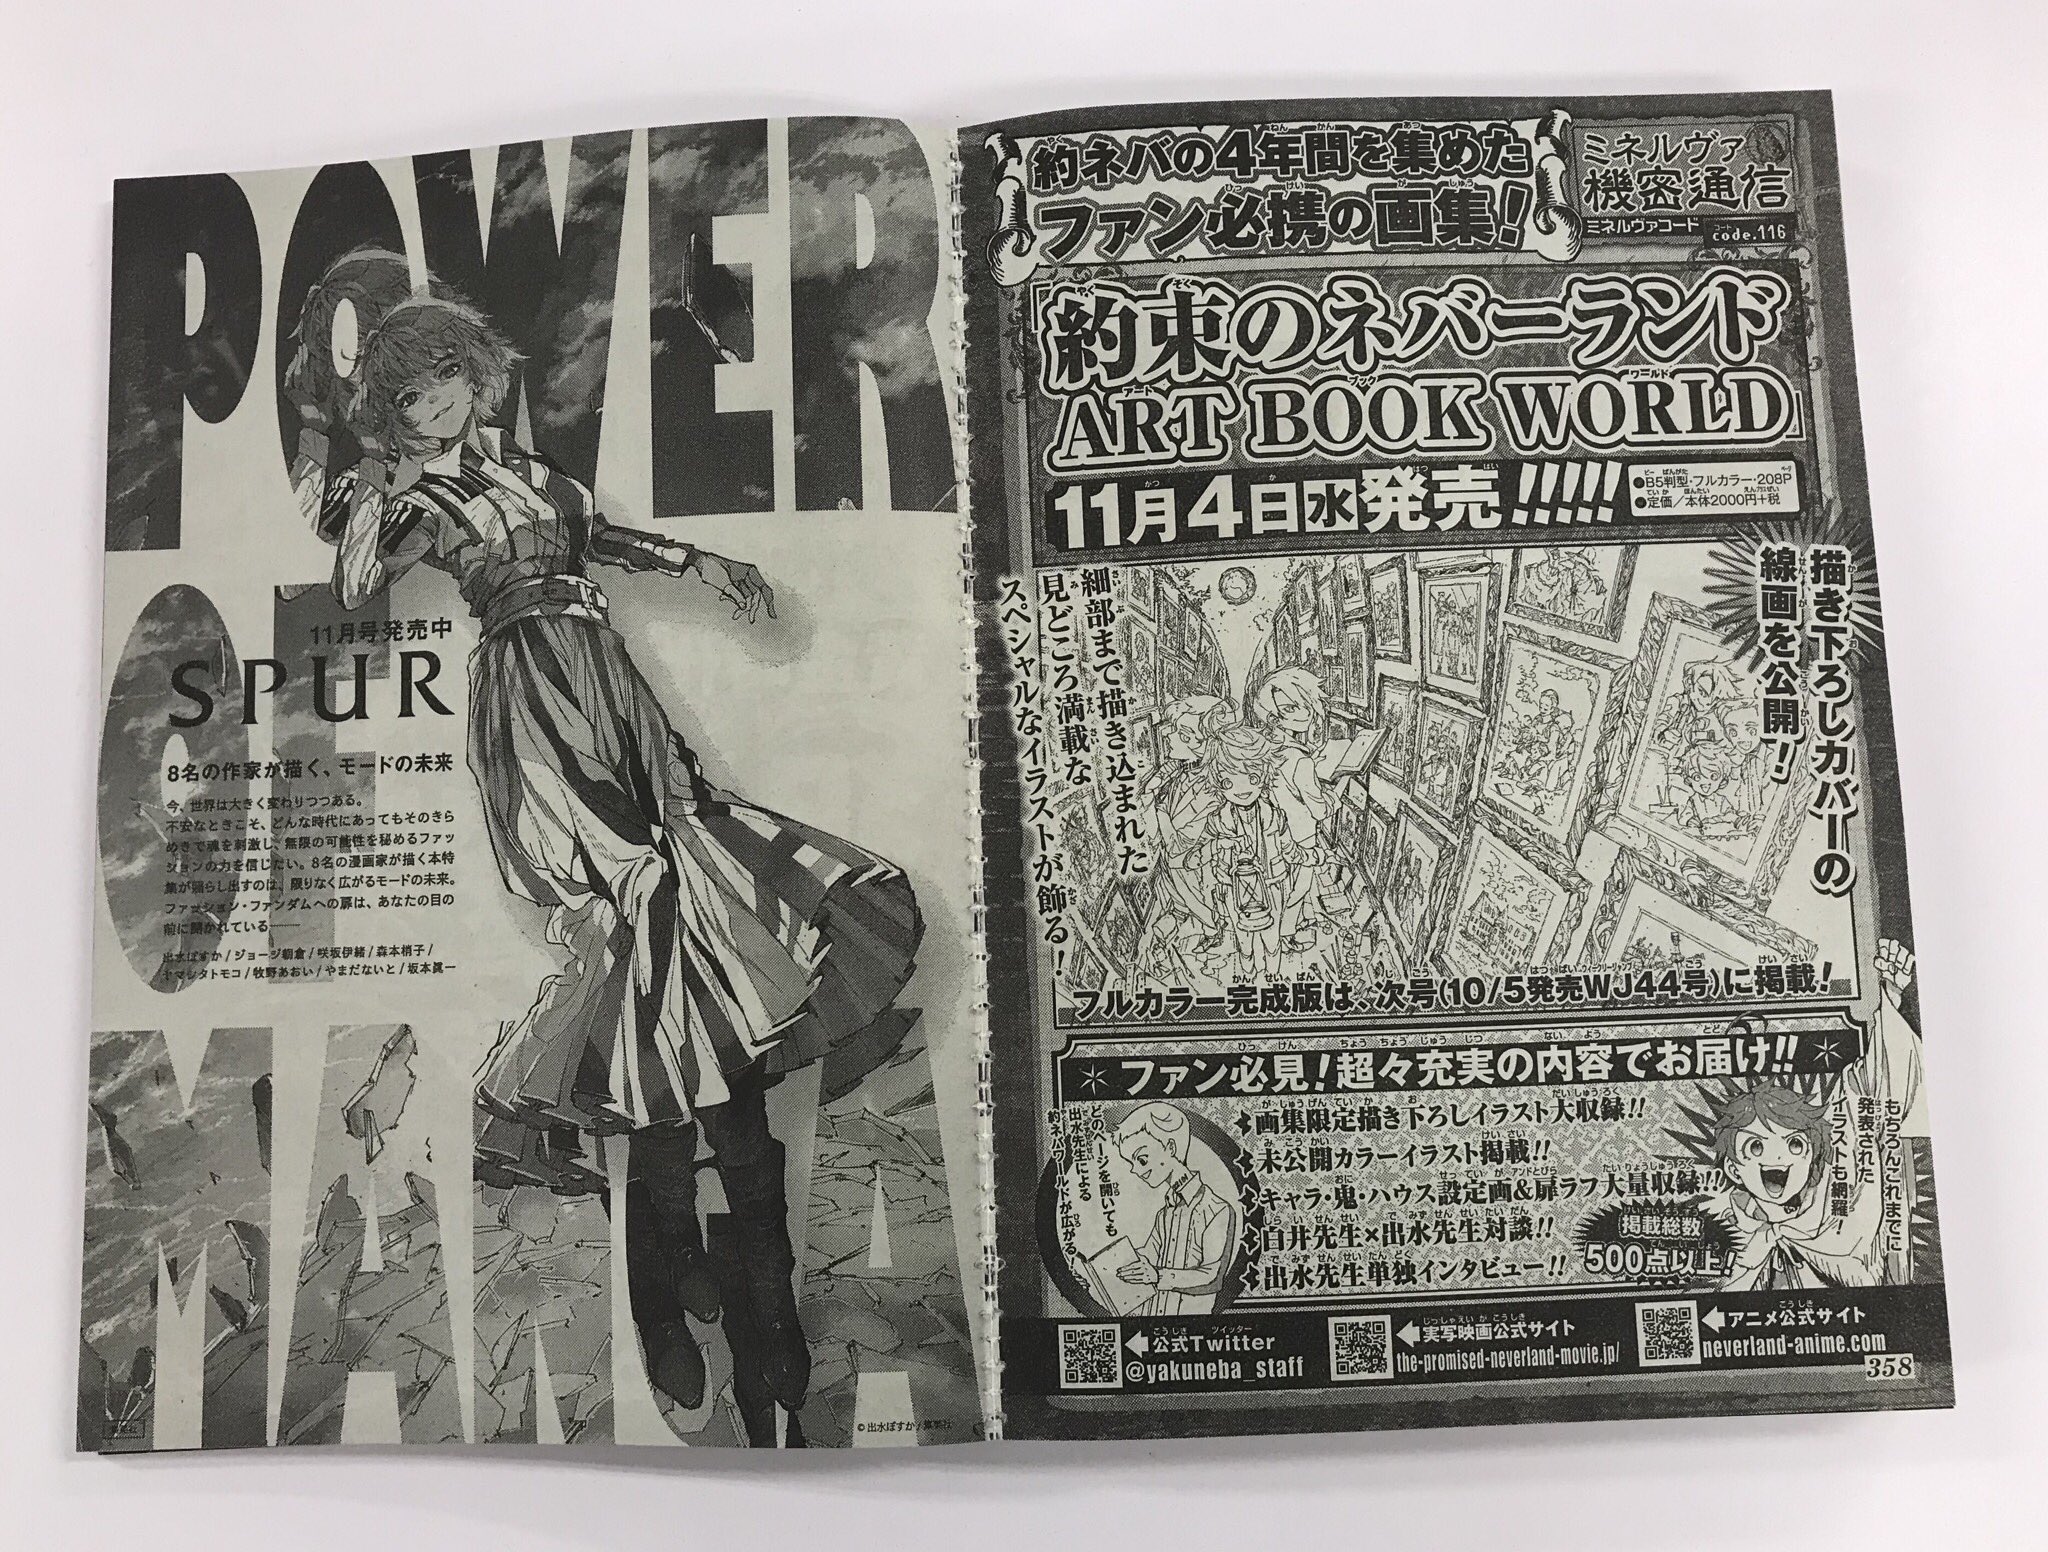 POWER
OF
MANGA
11月号発売中
SPUR
8名の作家が描く、モードの未来
今、世界は大きく変わりつつある。
不安なときこそ、どんな時代にあってもそのきら
めきで魂を刺激し、無限の可能性を秘めるファッ
ションの力を信じたい。8名の漫画家が描く本特
集が照らし出すのは、限りなく広がるモードの未来。
ファッション・ファンダムへの扉は、あなたの目の
前に開かれている——
出水ぽすか/ジョージ朝倉/咲坂伊緒/森本梢子/
ヤマシタトモコ/牧野あおい/やまだないと/坂本眞一
©出水ぽすか/集英社
約ネバの4年間を集めた
ファン必携の画集!
ミネルヴァ
機密通信
ミネルヴァコード code.116
「約束のネバーランド
ART BOOK WORLD」
11月4日水発売!!!!!
●B5判型・フルカラー・208P
●定価/本体2000円+税
描き下ろしカバーの
線画を公開!
細部まで描き込まれた
見どころ満載な
スペシャルなイラストが飾る!
フルカラー完成版は、次号(10/5発売WJ44号)に掲載!
ファン必見!超々充実の内容でお届け!!
画集限定描き下ろしイラスト大収録!!
未公開カラーイラスト掲載!!
キャラ・鬼・ハウス設定画&扉ラフ大量収録!!
白井先生×出水先生対談!!
出水先生単独インタビュー!!
掲載総数
500点以上!
もちろんこれまでに
発表された
イラストも網羅!
どのページを開いても
出水先生による
約ネバワールドが広がる!
公式Twitter
@yakuneba_staff
実写映画公式サイト
the-promised-neverland-movie.jp/
アニメ公式サイト
neverland-anime.com
358